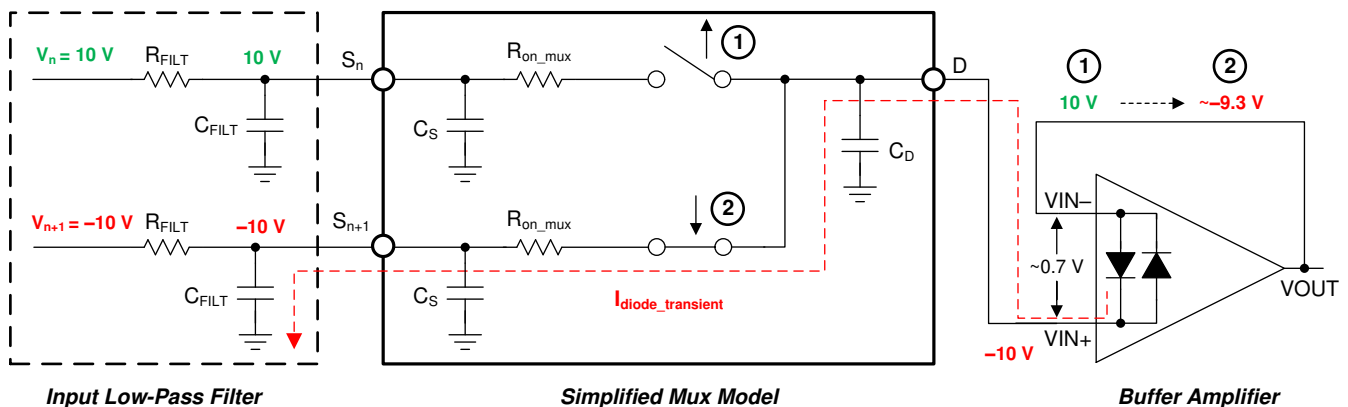 Vn = 10 V
RFILT
10 V
CFILT
Sn
Ron_mux
1
CS
CD
D
1
2
10 V
~–9.3 V
Vn+1 = –10 V
RFILT
–10 V
CFILT
Sn+1
Ron_mux
2
CS
Idiode_transient
VIN–
~0.7 V
VIN+
–10 V
VOUT
Input Low-Pass Filter
Simplified Mux Model
Buffer Amplifier